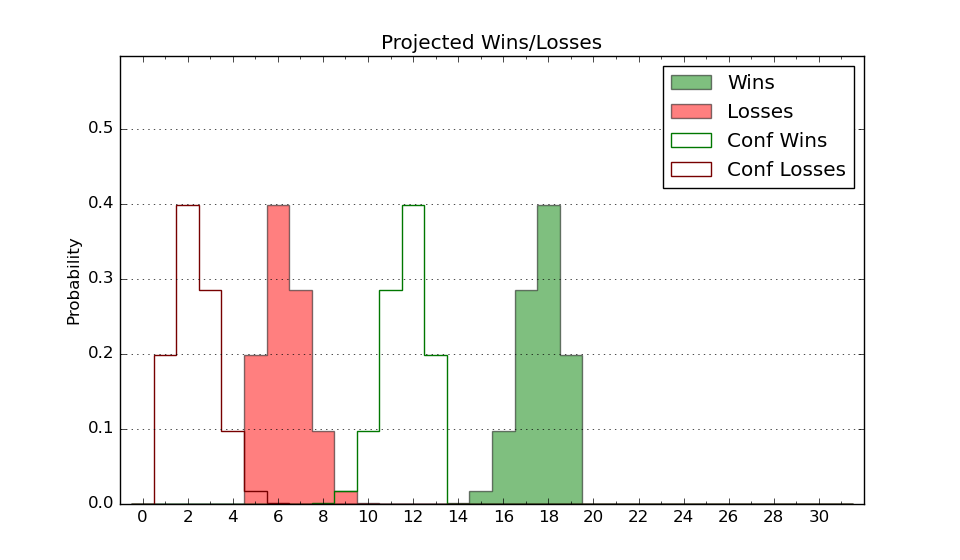 Projected Wins/Losses
Wins
Losses
Conf Wins
Conf Losses
Probability
0.5
0.4
0.3
0.2
0.1
0.0
0 2 4 6 8 10 12 14 16 18 20 22 24 26 28 30